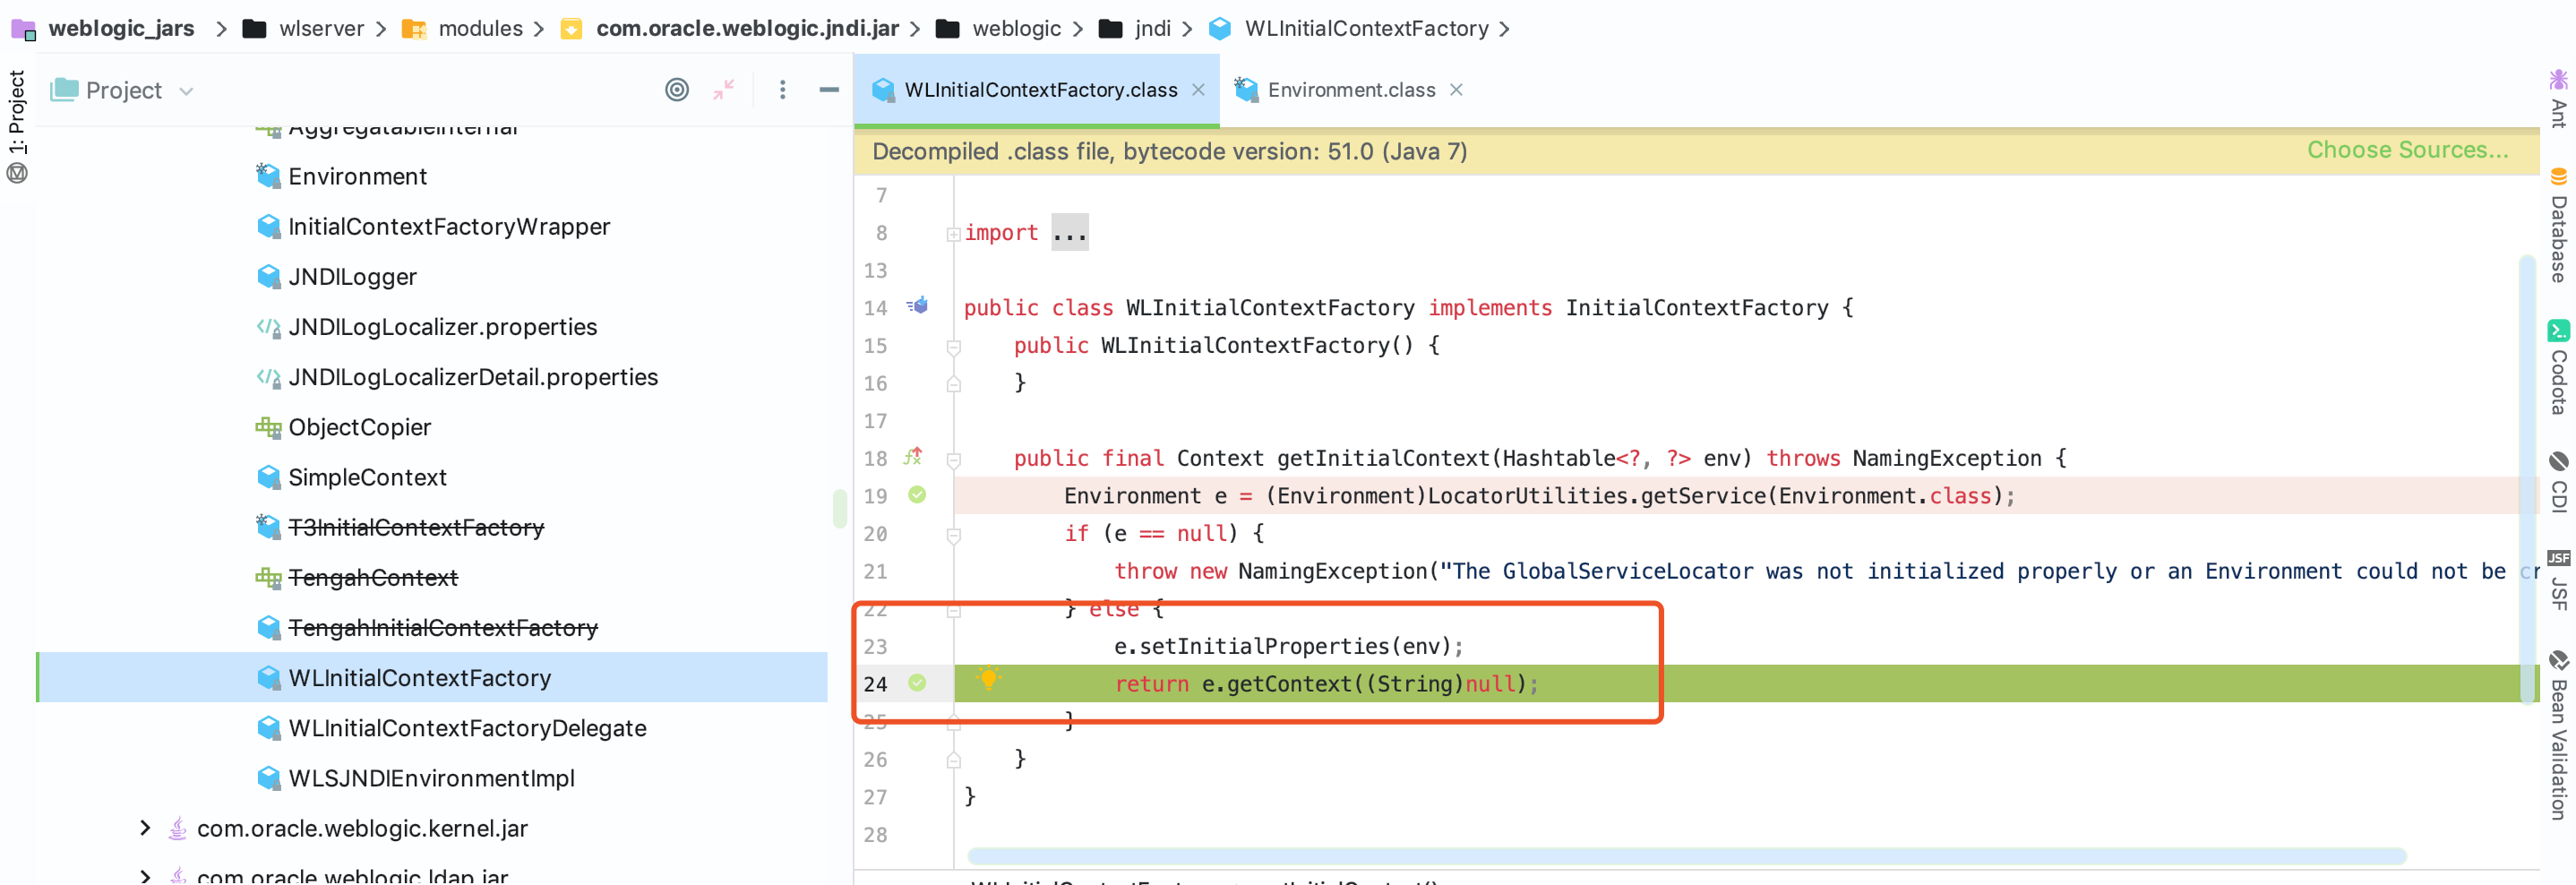 weblogic_jars > wlserver > modules > com.oracle.weblogic.jndi.jar > weblogic > jndi > WLInitialContextFactory >
1: Project
Project
AggregatableInternal
Environment
InitialContextFactoryWrapper
JNDILogger
JNDILogLocalizer.properties
JNDILogLocalizerDetail.properties
ObjectCopier
SimpleContext
T3InitialContextFactory
TengahContext
TengahInitialContextFactory
WLInitialContextFactory
WLInitialContextFactoryDelegate
WLSJNDIEnvironmentImpl
com.oracle.weblogic.kernel.jar
com.oracle.weblogic.ldap.jar
WLInitialContextFactory.class Environment.class
Decompiled .class file, bytecode version: 51.0 (Java 7) Choose Sources...
7
8 import ...
13
14 public class WLInitialContextFactory implements InitialContextFactory {
15 public WLInitialContextFactory() {
16 }
17
18 public final Context getInitialContext(Hashtable<?, ?> env) throws NamingException {
19 Environment e = (Environment)LocatorUtilities.getService(Environment.class);
20 if (e == null) {
21 throw new NamingException("The GlobalServiceLocator was not initialized properly or an Environment could not be cr
22 } else {
23 e.setInitialProperties(env);
24 return e.getContext((String)null);
25 }
26 }
27 }
28
Ant
Database
Codota
CDI
JSF
JSF
Bean Validation